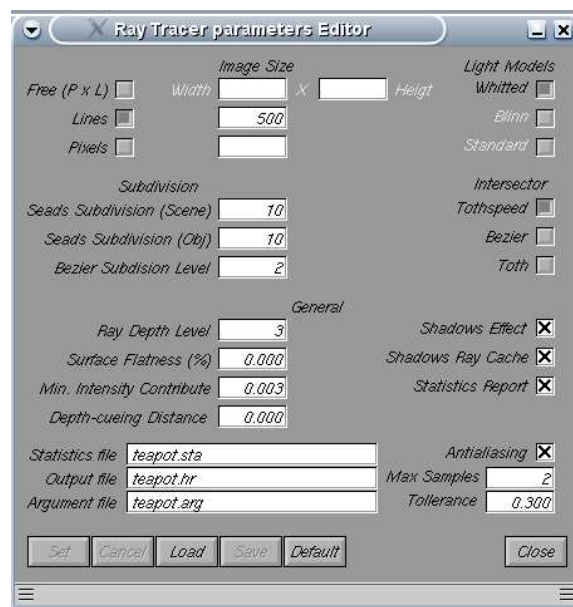 Ray Tracer parameters Editor
Image Size
Light Models
Free (P x L)
Width
X
Heigt
Whitted
Lines
500
Blinn
Pixels
Standard
Subdivision
Intersector
Seads Subdivision (Scene) 10
Tothspeed
Seads Subdivision (Obj) 10
Bezier
Bezier Subdision Level 2
Toth
General
Ray Depth Level 3
Shadows Effect
Surface Flatness (%) 0.000
Shadows Ray Cache
Min. Intensity Contribute 0.003
Statistics Report
Depth-cueing Distance 0.000
Statistics file teapot.sta
Antialiasing
Output file teapot.hr
Max Samples 2
Argument file teapot.arg
Tollerance 0.300
Set Cancel Load Save Default Close